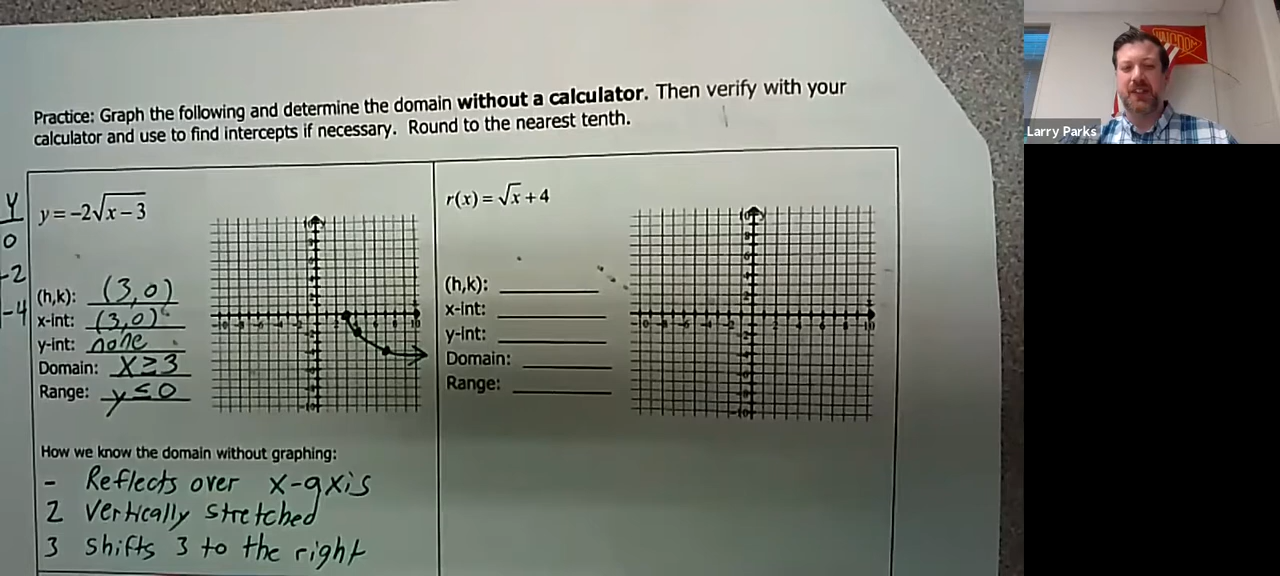 Practice: Graph the following and determine the domain without a calculator. Then verify with your
calculator and use to find intercepts if necessary. Round to the nearest tenth.
y = -2√x-3
(h,k): (3,0)
x-int: (3,0)
y-int: none
Domain: x≥3
Range: y≤0
How we know the domain without graphing:
- Reflects over x-axis
2 Vertically stretched
3 Shifts 3 to the right
Y
0
-2
-4
r(x) = √x + 4
(h,k):
x-int:
y-int:
Domain:
Range:
KINGDOM
Larry Parks